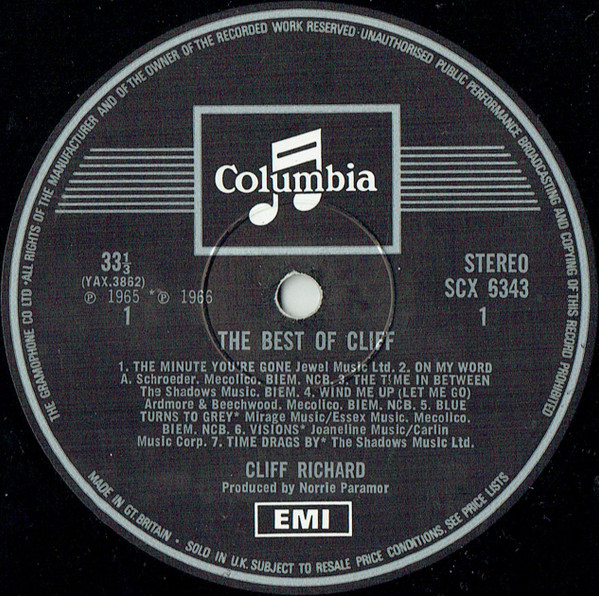 THE GRAMOPHONE CO LTD • ALL RIGHTS OF THE MANUFACTURER AND OF THE OWNER OF THE RECORDED WORK RESERVED • UNAUTHORISED PUBLIC PERFORMANCE BROADCASTING AND COPYING OF THIS RECORD PROHIBITED
Columbia
33⅓
(YAX.3862)
℗ 1965 *℗ 1966
1
STEREO
SCX 6343
1
THE BEST OF CLIFF
1. THE MINUTE YOU'RE GONE Jewel Music Ltd. 2. ON MY WORD
A. Schroeder. Mecolico. BIEM. NCB. 3. THE TIME IN BETWEEN
The Shadows Music. BIEM. 4. WIND ME UP (LET ME GO)
Ardmore & Beechwood. Mecolico. BIEM. NCB. 5. BLUE
TURNS TO GREY* Mirage Music/Essex Music. Mecolico.
BIEM. NCB. 6. VISIONS* Joaneline Music/Carlin
Music Corp. 7. TIME DRAGS BY* The Shadows Music Ltd.
CLIFF RICHARD
Produced by Norrie Paramor
EMI
MADE IN GT. BRITAIN • SOLD IN U.K. SUBJECT TO RESALE PRICE CONDITIONS, SEE PRICE LISTS